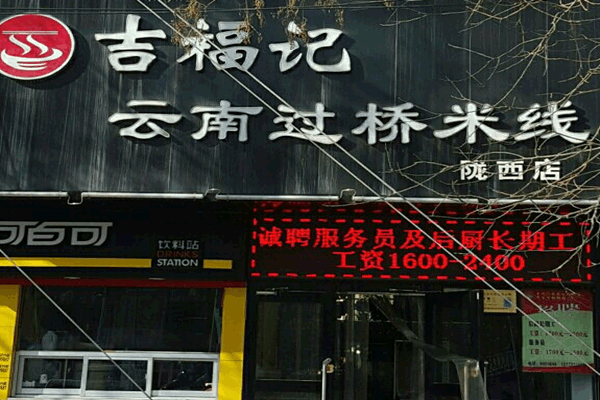 吉福记
云南过桥米线
陇西店
可百可
饮料站
DRINKS
STATION
诚聘服务员及后厨长期工
工资1600-2400